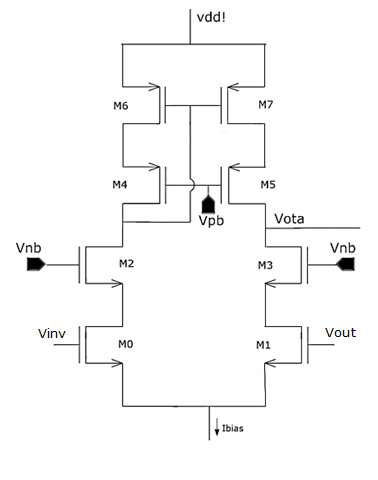 vdd!
M6
M7
M4
M5
Vpb
Vota
Vnb
M2
M3
Vnb
Vinv
M0
M1
Vout
Ibias